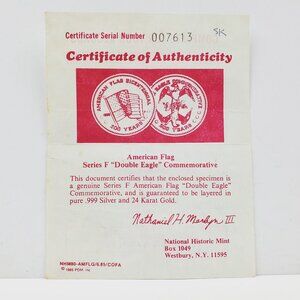 Certificate Serial Number 007613 SK
Certificate of Authenticity
AMERICAN FLAG BICENTENNIAL
200 YEARS
EAGLE COMMEMORATIVE
200 YEARS
American Flag
Series F "Double Eagle" Commemorative
This document certifies that the enclosed specimen is
a genuine Series F American Flag "Double Eagle"
Commemorative, and is guaranteed to be layered in
pure .999 Silver and 24 Karat Gold.
Nathaniel H. Martyn III
National Historic Mint
Box 1049
Westbury, N.Y. 11595